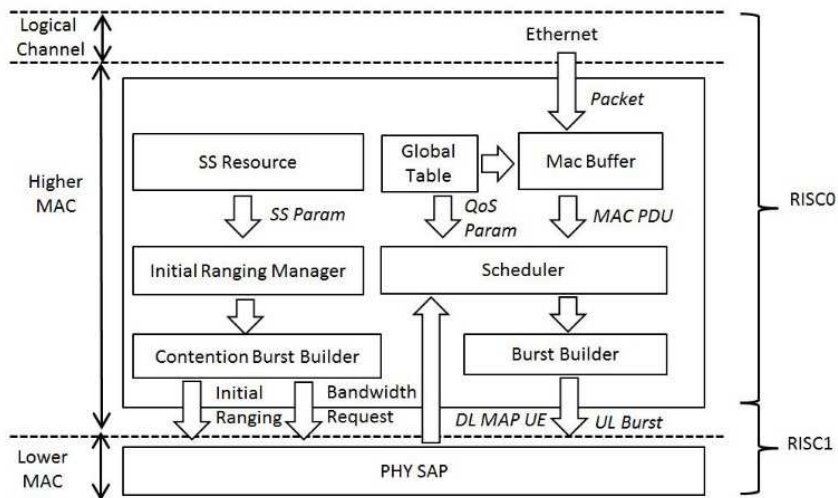 Logical
Channel
Ethernet
Packet
SS Resource
Global
Table
Mac Buffer
Higher
MAC
RISC0
SS Param
QoS
Param
MAC PDU
Initial Ranging Manager
Scheduler
Contention Burst Builder
Burst Builder
Initial
Ranging
Bandwidth
Request
DL MAP UE
UL Burst
RISC1
Lower
MAC
PHY SAP